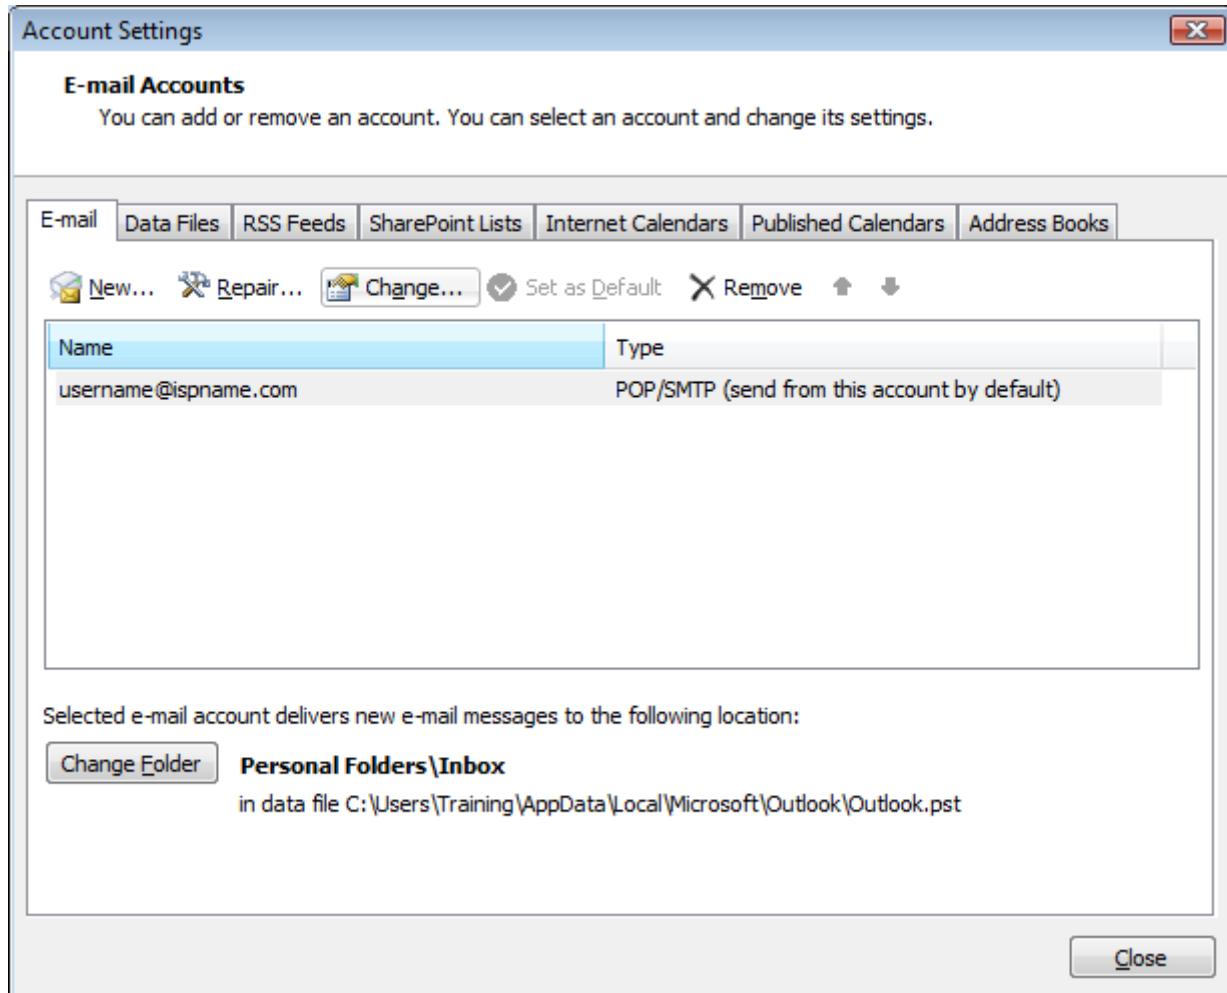 Account Settings
E-mail Accounts
You can add or remove an account. You can select an account and change its settings.
E-mail Data Files RSS Feeds SharePoint Lists Internet Calendars Published Calendars Address Books
New... Repair... Change... Set as Default Remove
Name Type
username@ispname.com POP/SMTP (send from this account by default)
Selected e-mail account delivers new e-mail messages to the following location:
Change Folder Personal Folders\Inbox
in data file C:\Users\Training\AppData\Local\Microsoft\Outlook\Outlook.pst
Close